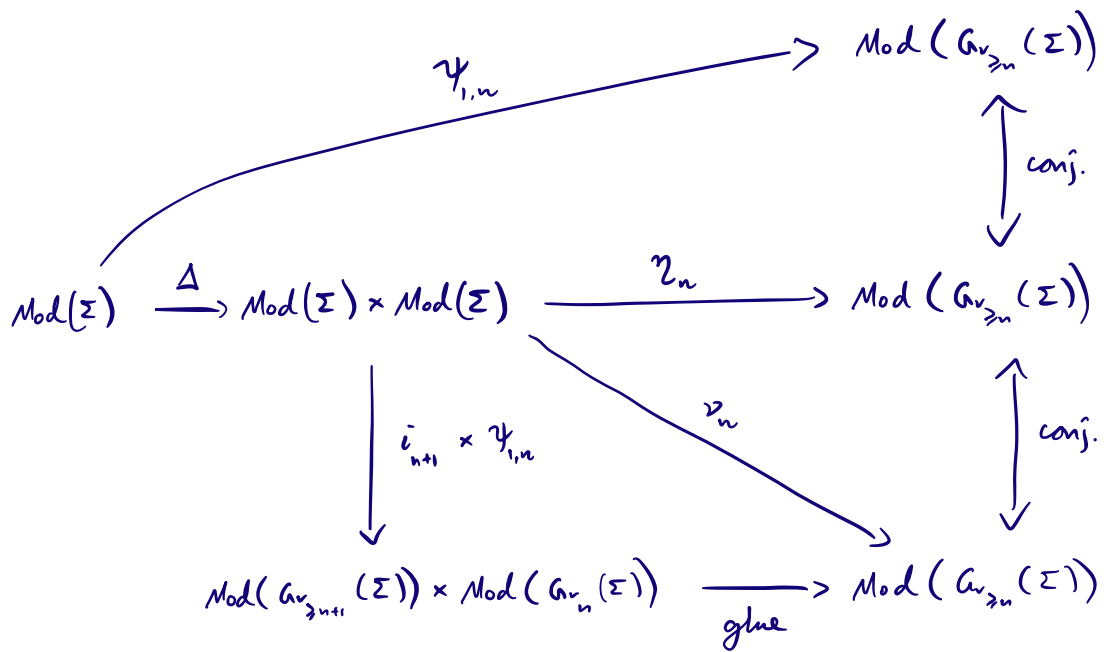 Mod(Gr_{⩾n}(Σ))
Ψ_{1,n}
conj.
Mod(Σ) Δ Mod(Σ) × Mod(Σ) η_n Mod(Gr_{⩾n}(Σ))
ν_n
i_{n+1} × Ψ_{1,n} conj.
Mod(Gr_{⩾n+1}(Σ)) × Mod(Gr_n(Σ)) glue Mod(Gr_{⩾n}(Σ))